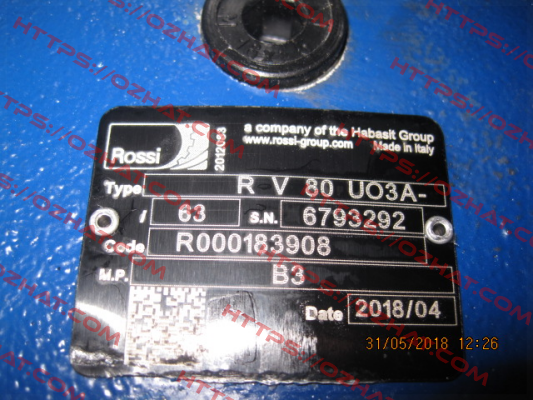 Rossi
2012063
a company of the Habasit Group
www.rossi-group.com Made in Italy
Type R V 80 UO3A-
i 63 S.N. 6793292
Code R000183908
M.P. B3
Date 2018/04
31/05/2018 12:26
HTTPS://OZHAT.COM